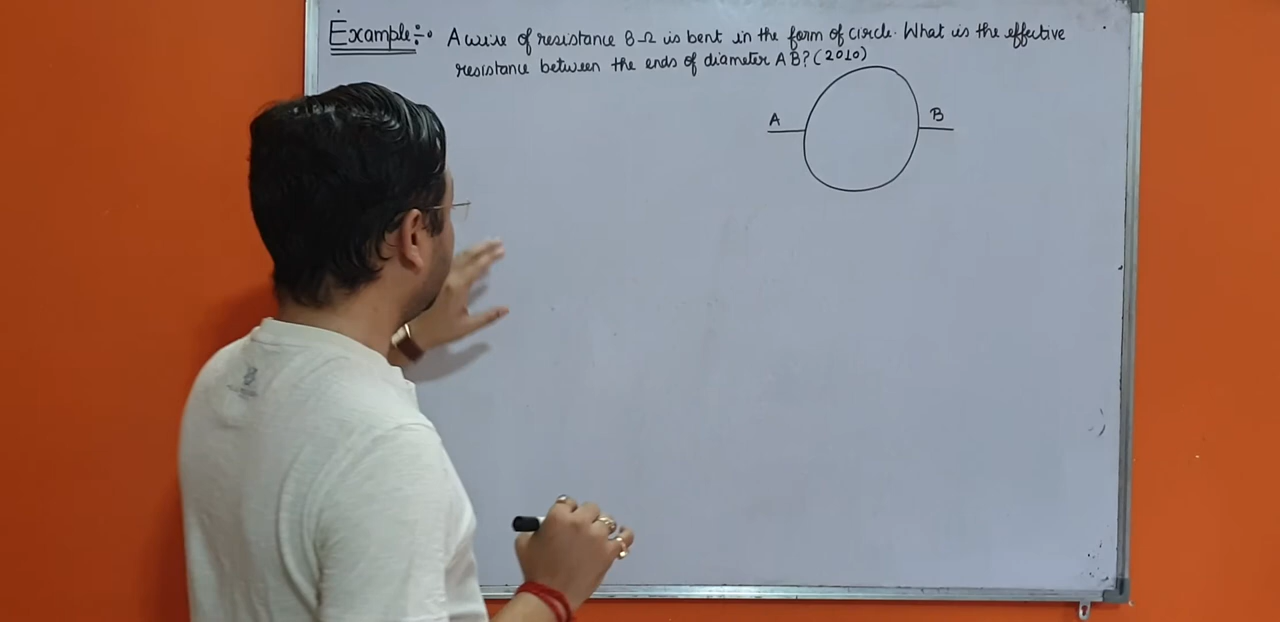 Example:- A wire of resistance 8Ω is bent in the form of circle. What is the effective
resistance between the ends of diameter AB? (2010)
A
B